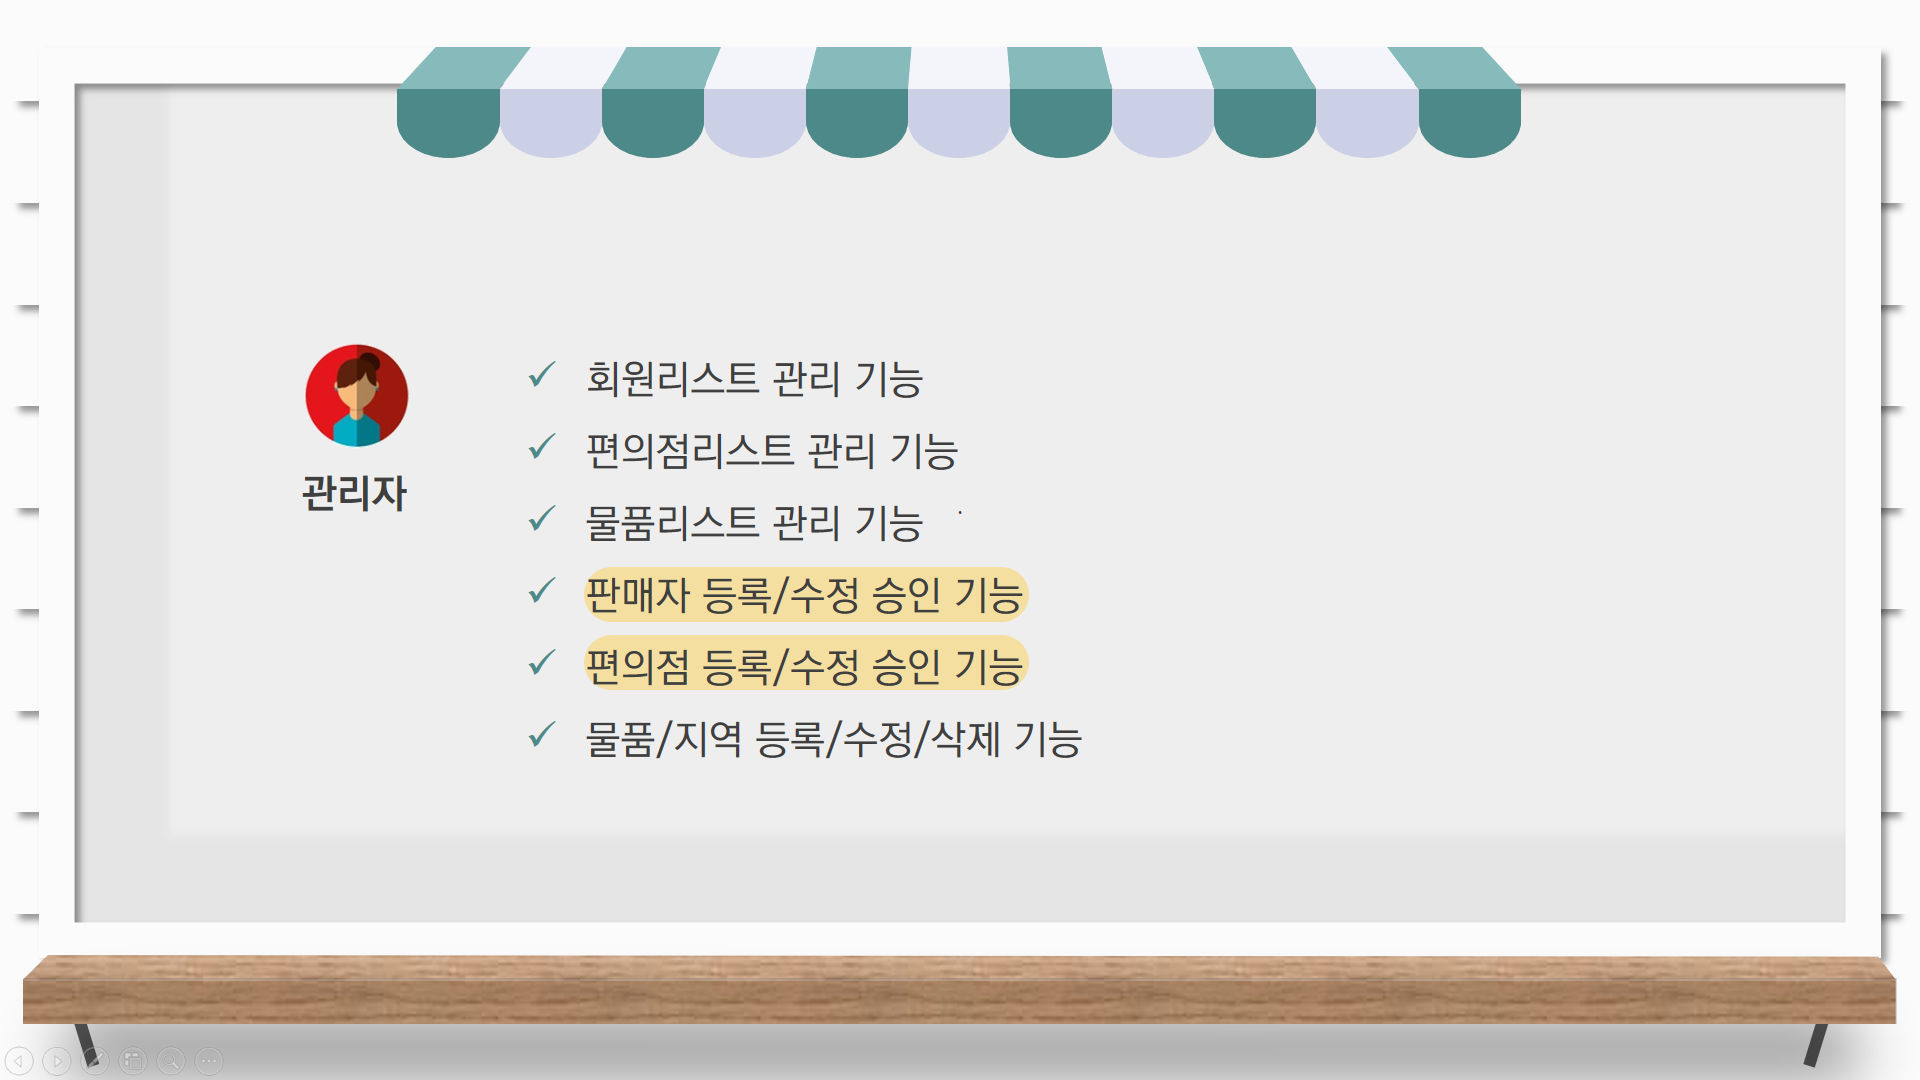 관리자
회원리스트 관리 기능
편의점리스트 관리 기능
물품리스트 관리 기능
판매자 등록/수정 승인 기능
편의점 등록/수정 승인 기능
물품/지역 등록/수정/삭제 기능